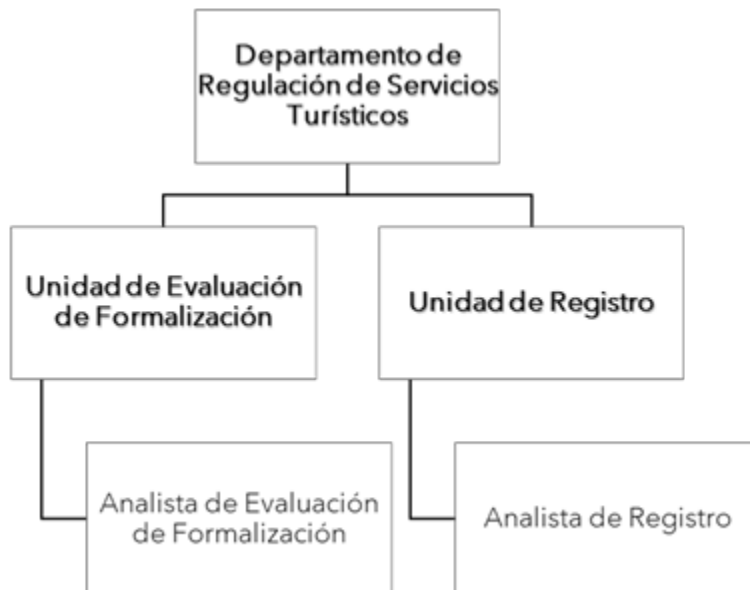 Departamento de
Regulación de Servicios
Turísticos
Unidad de Evaluación
de Formalización
Unidad de Registro
Analista de Evaluación
de Formalización
Analista de Registro